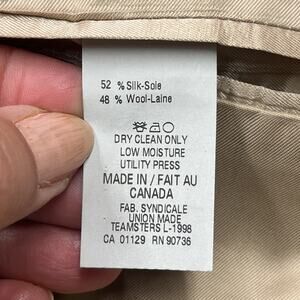 52 % Silk-Soie
48 % Wool-Laine
DRY CLEAN ONLY
LOW MOISTURE
UTILITY PRESS
MADE IN / FAIT AU
CANADA
FAB. SYNDICALE
UNION MADE
TEAMSTERS L-1998
CA 01129 RN 90736